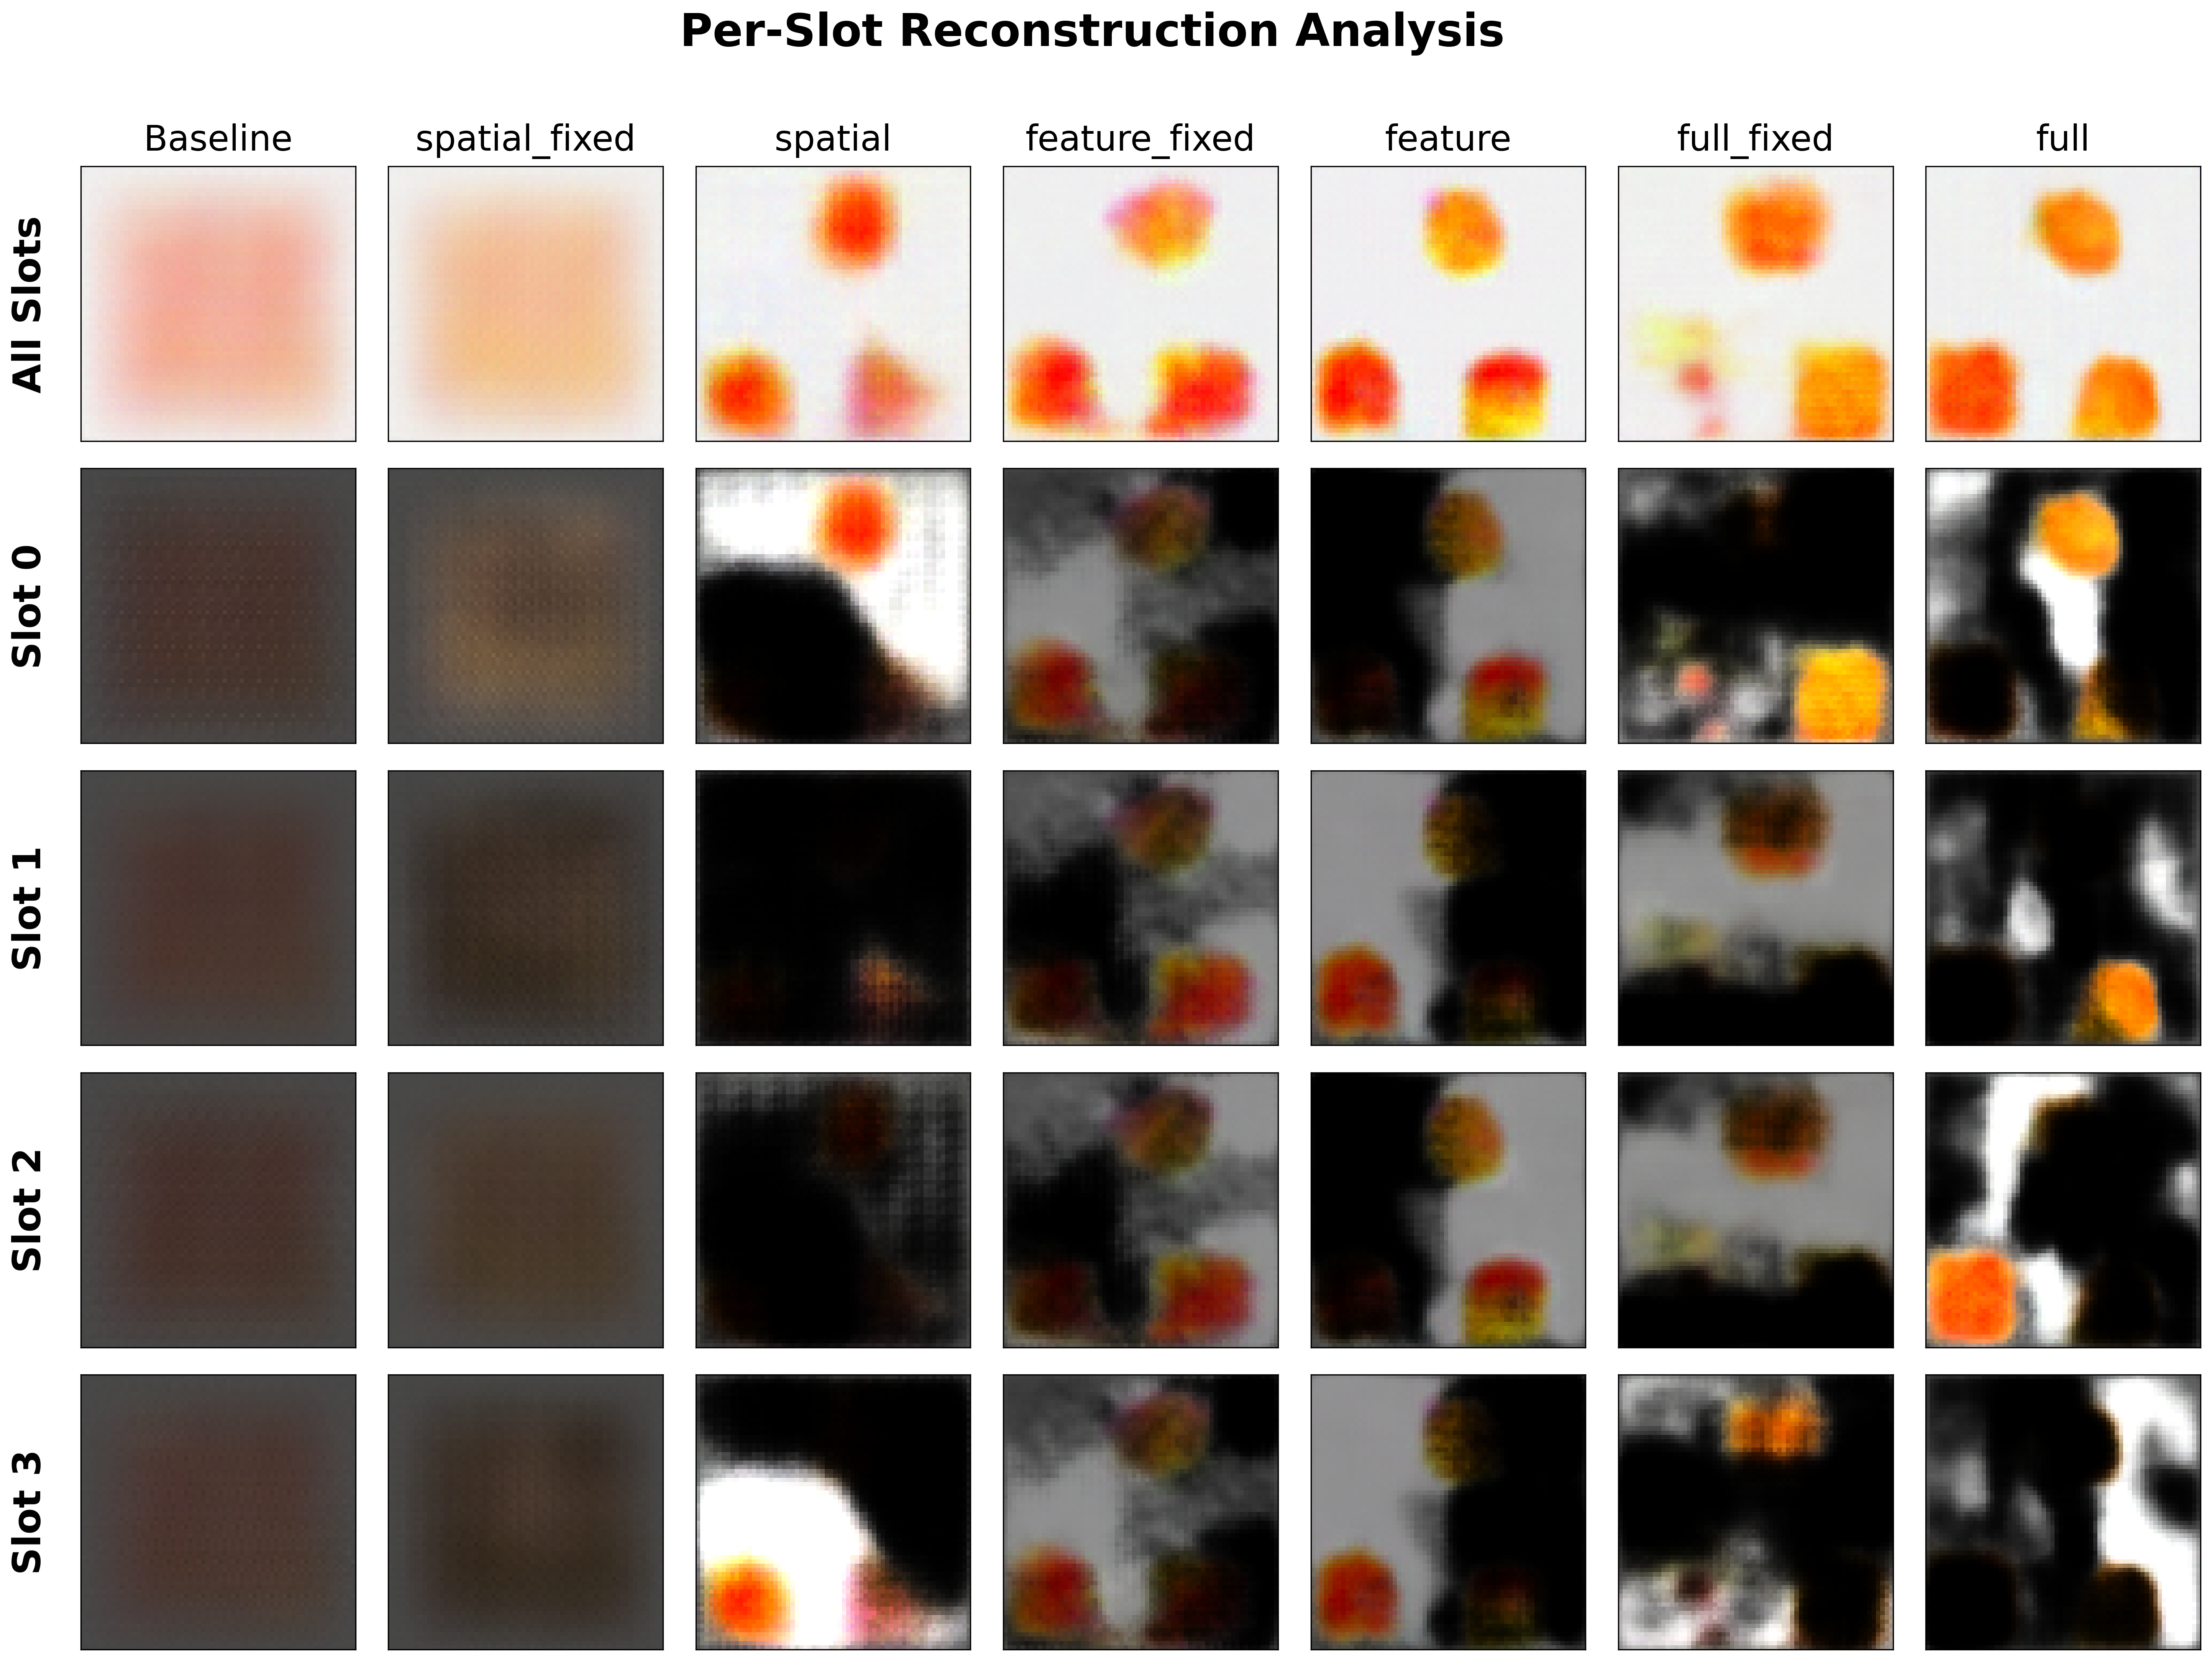 Per-Slot Reconstruction Analysis
Baseline spatial_fixed spatial feature_fixed feature full_fixed full
All Slots
Slot 0
Slot 1
Slot 2
Slot 3